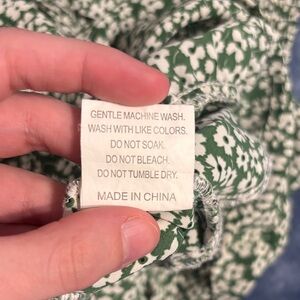 GENTLE MACHINE WASH.
WASH WITH LIKE COLORS.
DO NOT SOAK.
DO NOT BLEACH.
DO NOT TUMBLE DRY.
MADE IN CHINA